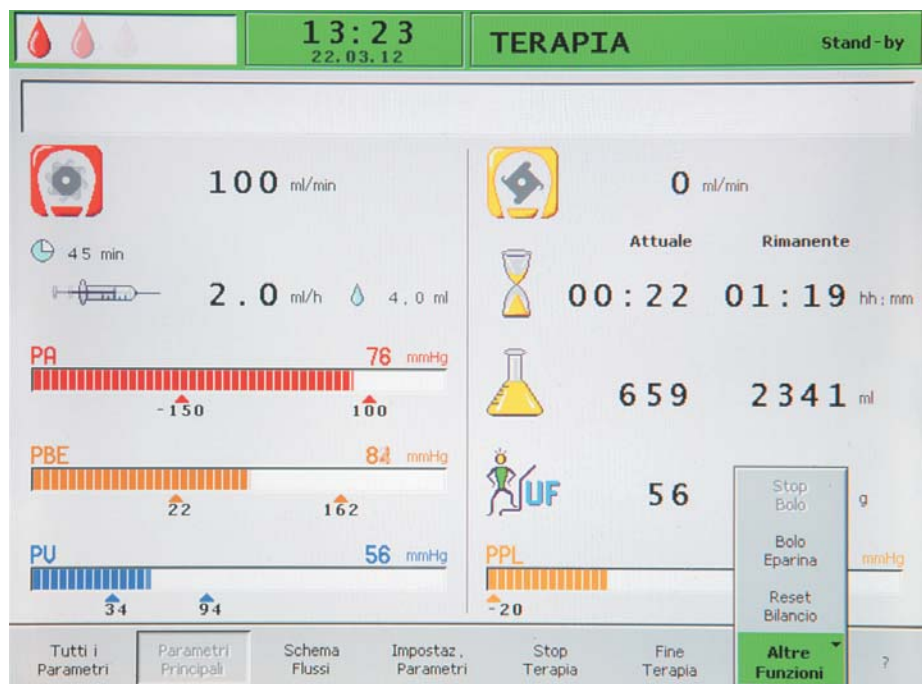 13:23
22.03.12
TERAPIA
Stand-by
100 ml/min
0 ml/min
45 min
Attuale Rimanente
2.0 ml/h 4.0 ml
00:22 01:19 hh:mm
PA 76 mmHg
-150 100
659 2341 ml
PBE mmHg
22 162
UF 56 g
PV 56 mmHg
34 94
PPL mmHg
-20
Stop
Bolo
Bolo
Eparina
Reset
Bilancio
Altre
Funzioni
Tutti i
Parametri
Parametri
Principali
Schema
Flussi
Impostaz.
Parametri
Stop
Terapia
Fine
Terapia
?